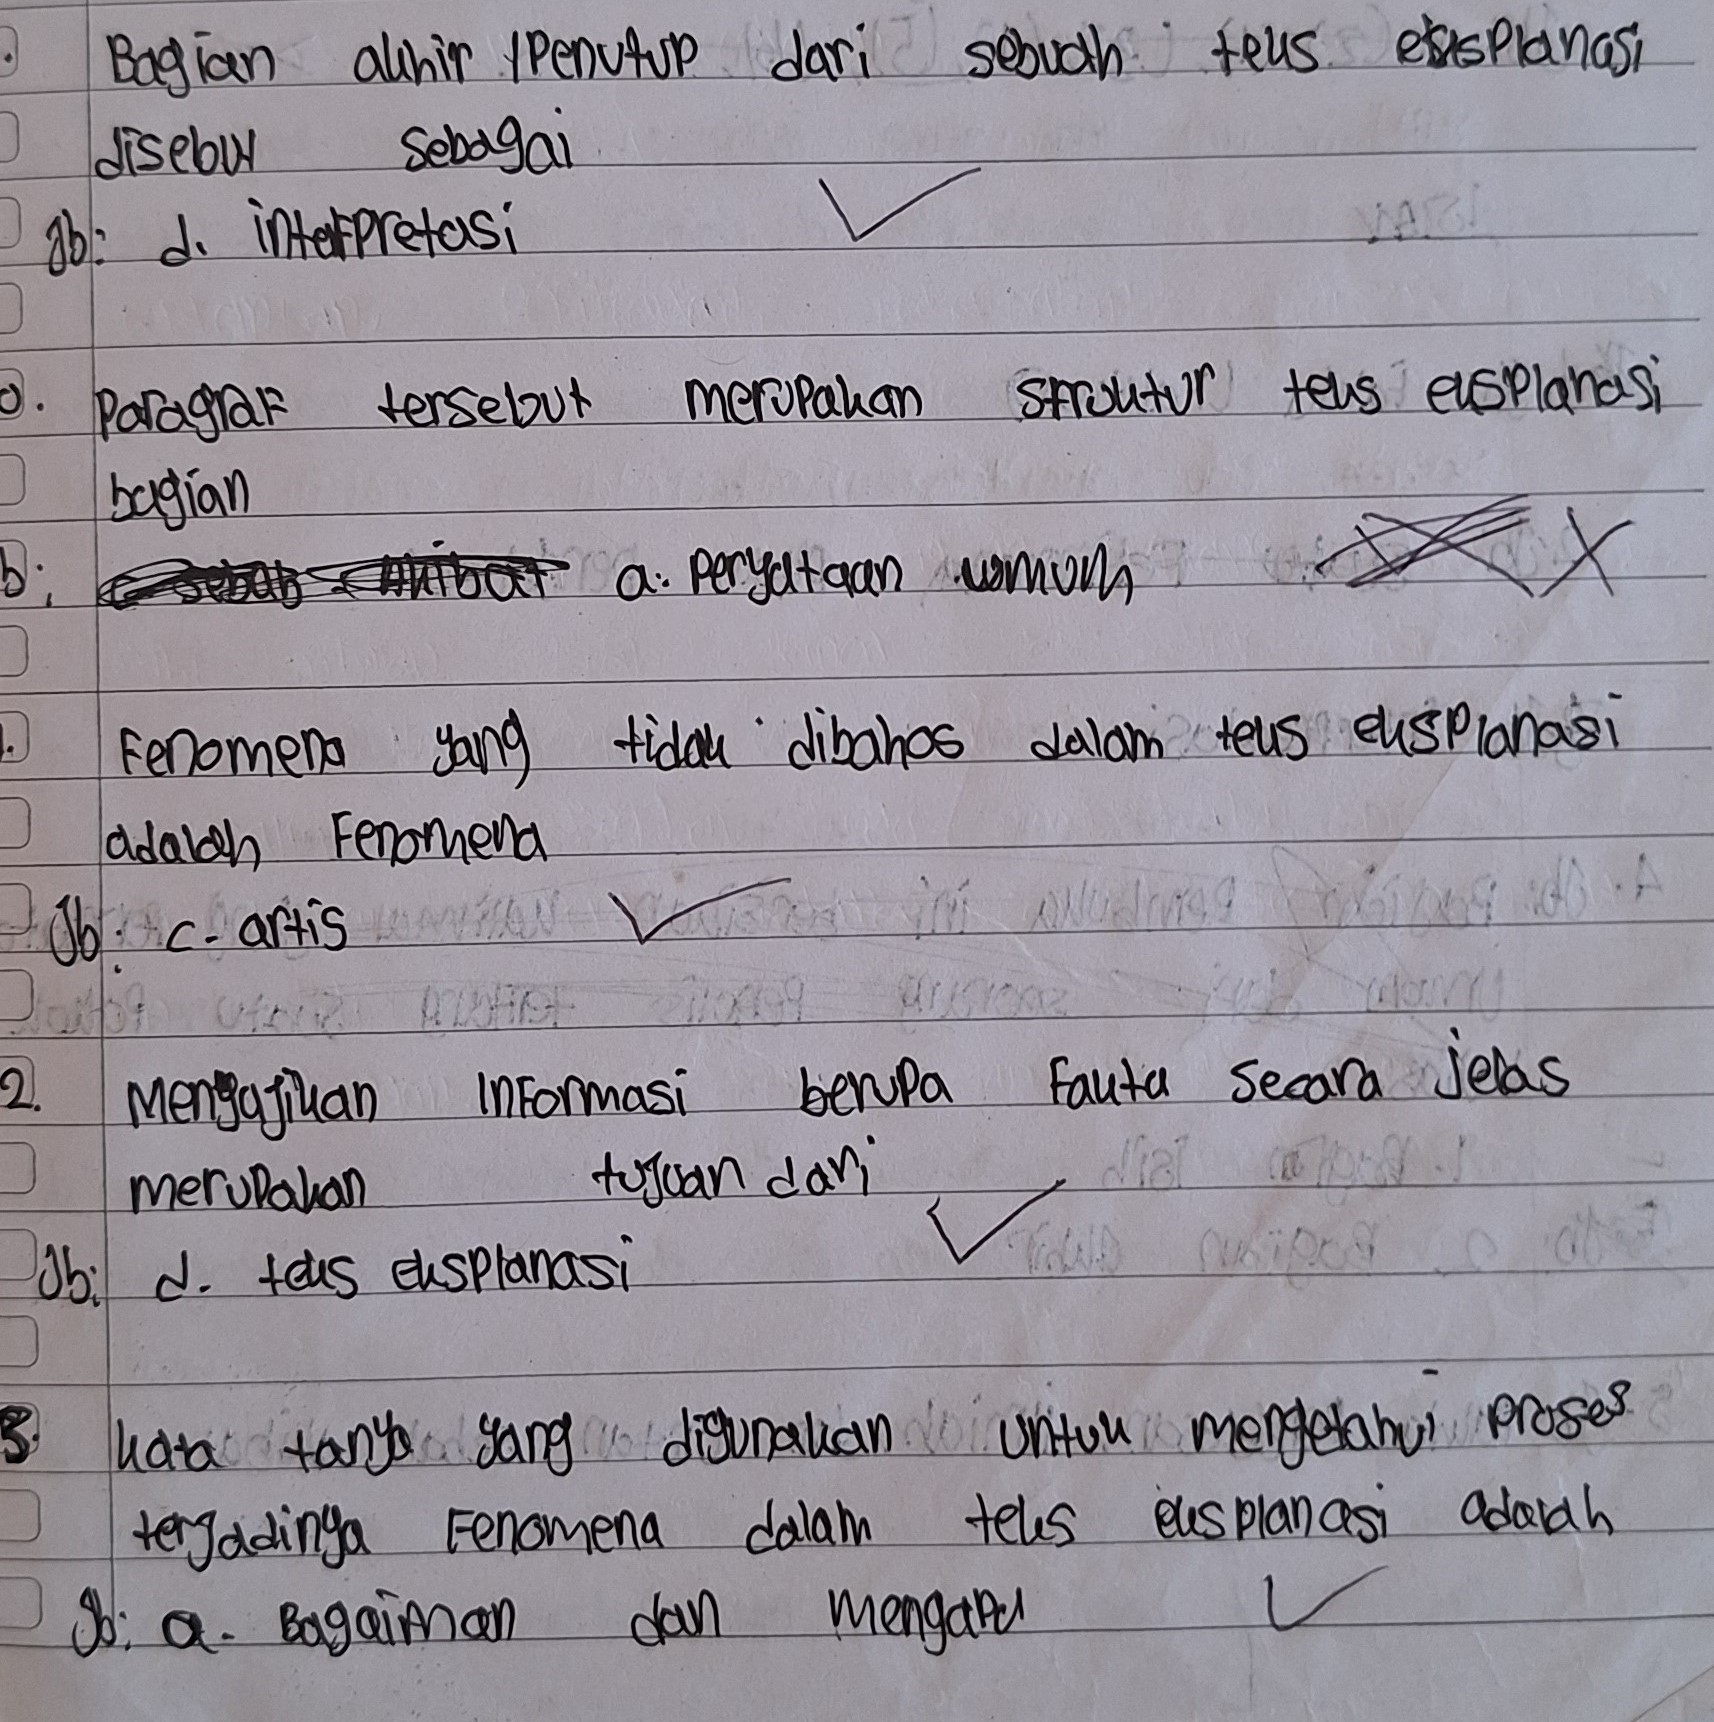 . Bagian akhir / Penutup dari sebuah teks eksplanasi
disebut sebagai
Jb: d. interpretasi
0. Paragraf tersebut merupakan struktur teks eksplanasi
bagian
b: sebab - akibat a. Peryataan umum
1. Fenomena yang tidak dibahas dalam teks eksplanasi
adalah Fenomena
Jb: c. artis
2. Mengajikan informasi berupa Fakta secara jelas
merupakan tujuan dari
Jb: d. teks eksplanasi
3. kata tanya yang digunakan untuk mengetahui proses
terjadinya Fenomena dalam teks eksplanasi adalah
Jb: a. Bagaiman dan mengapa